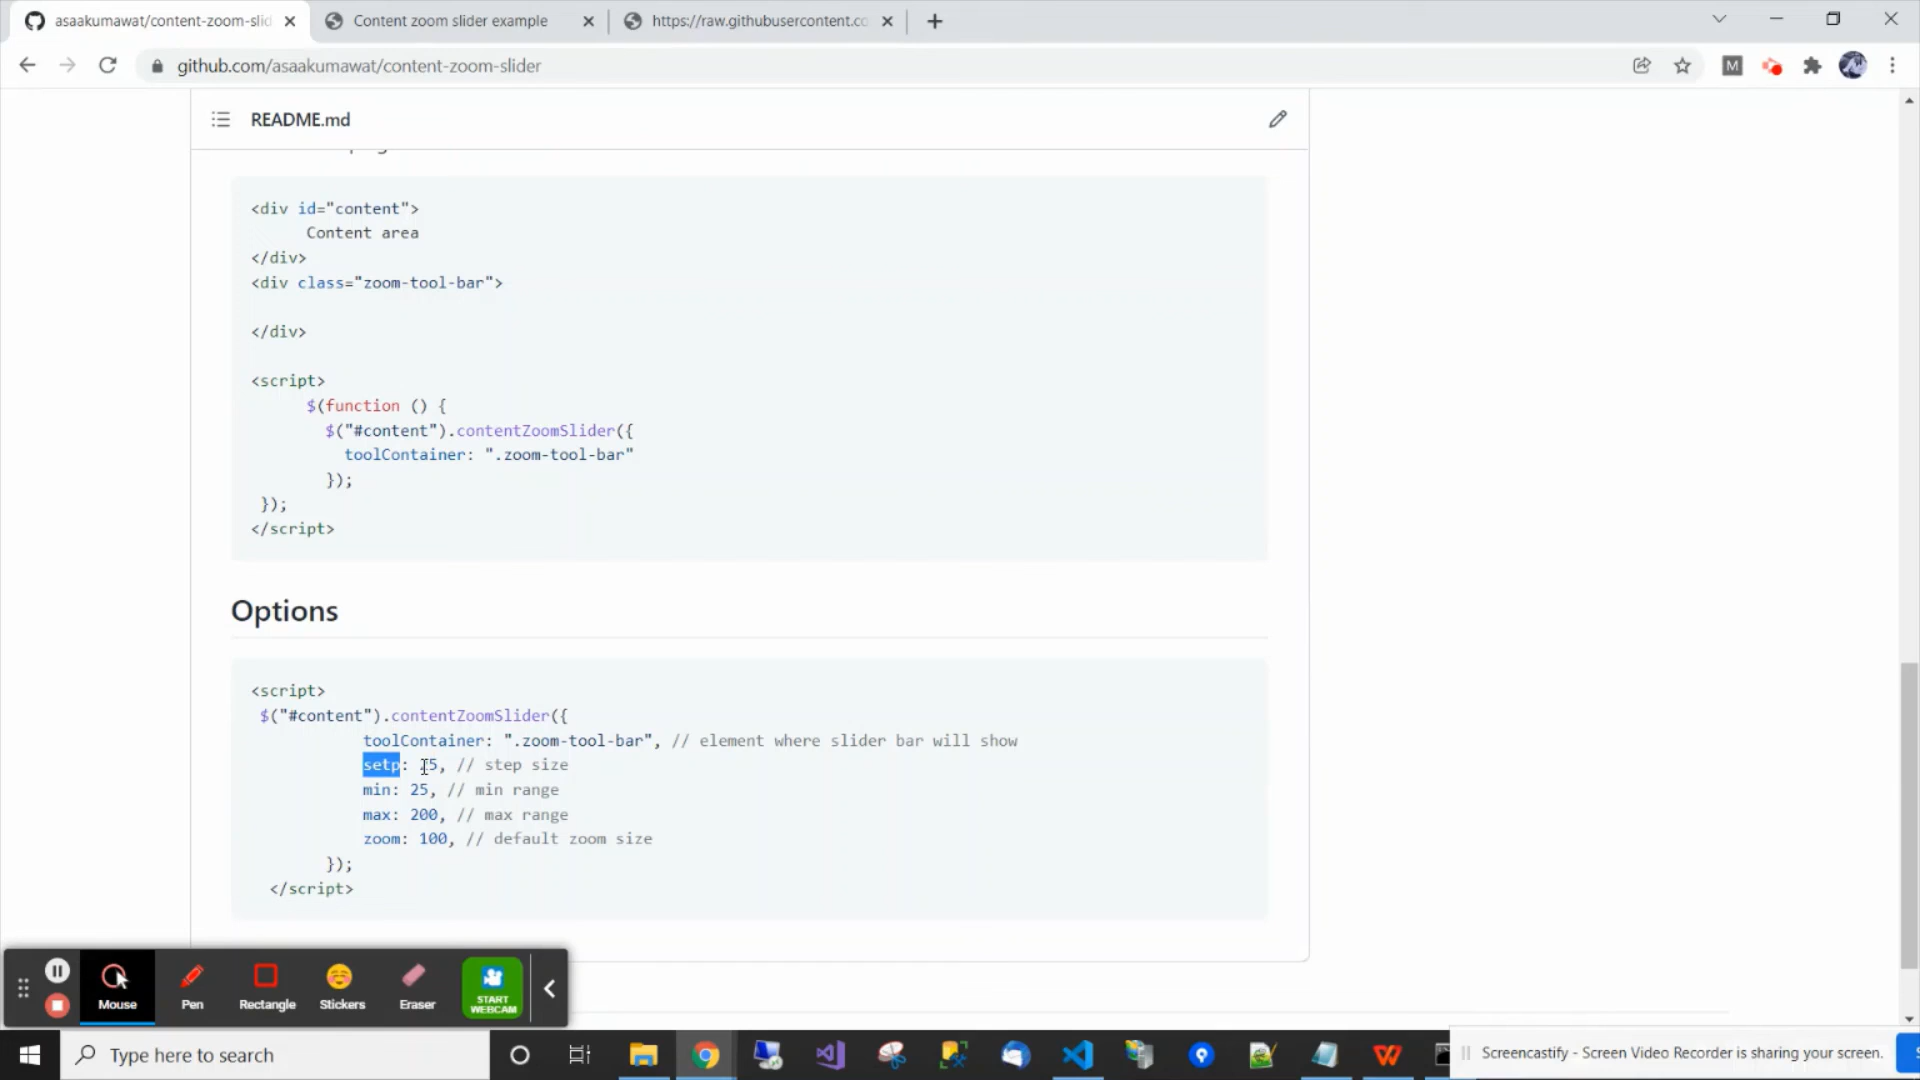 asaakumawat/content-zoom-slid
Content zoom slider example
https://raw.githubusercontent.co
github.com/asaakumawat/content-zoom-slider
M
README.md
<div id="content">
Content area
</div>
<div class="zoom-tool-bar">
</div>
<script>
$(function () {
$("#content").contentZoomSlider({
toolContainer: ".zoom-tool-bar"
});
});
</script>
Options
<script>
$("#content").contentZoomSlider({
toolContainer: ".zoom-tool-bar", // element where slider bar will show
setp: 25, // step size
min: 25, // min range
max: 200, // max range
zoom: 100, // default zoom size
});
</script>
Mouse
Pen
Rectangle
Stickers
Eraser
START
WEBCAM
Type here to search
Screencastify - Screen Video Recorder is sharing your screen.